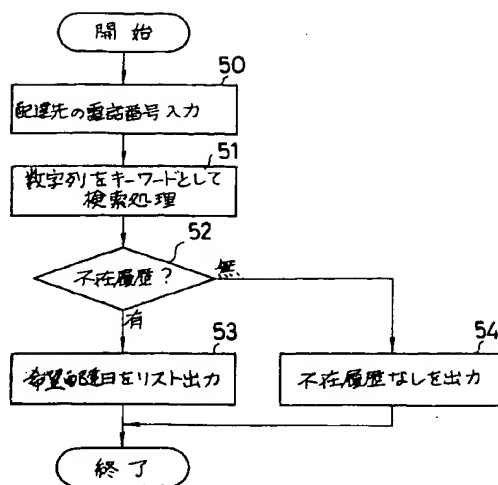 開始
50
配達先の電話番号入力
51
数字列をキーワードとして
検索処理
52
不在履歴?
無
有
53
希望配達日をリスト出力
54
不在履歴なしを出力
終了